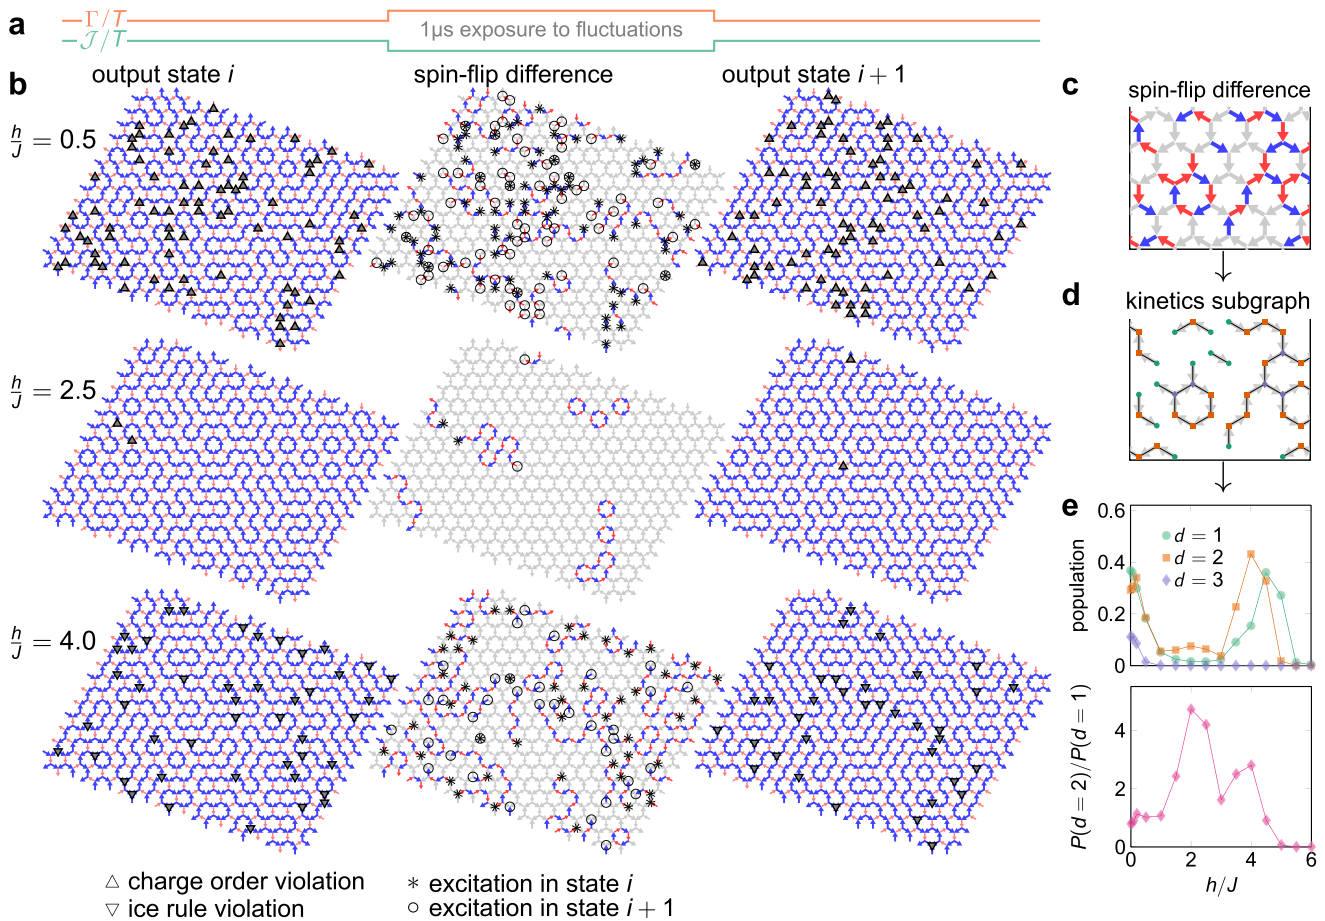 a
Γ/T
𝒥/T
1µs exposure to fluctuations
b
output state i
spin-flip difference
output state i + 1
h/J = 0.5
h/J = 2.5
h/J = 4.0
△ charge order violation
▽ ice rule violation
* excitation in state i
○ excitation in state i + 1
c
spin-flip difference
d
kinetics subgraph
e
population
0.6
0.4
0.2
0
d = 1
d = 2
d = 3
P(d = 2)/P(d = 1)
4
2
0
0 2 4 6
h/J